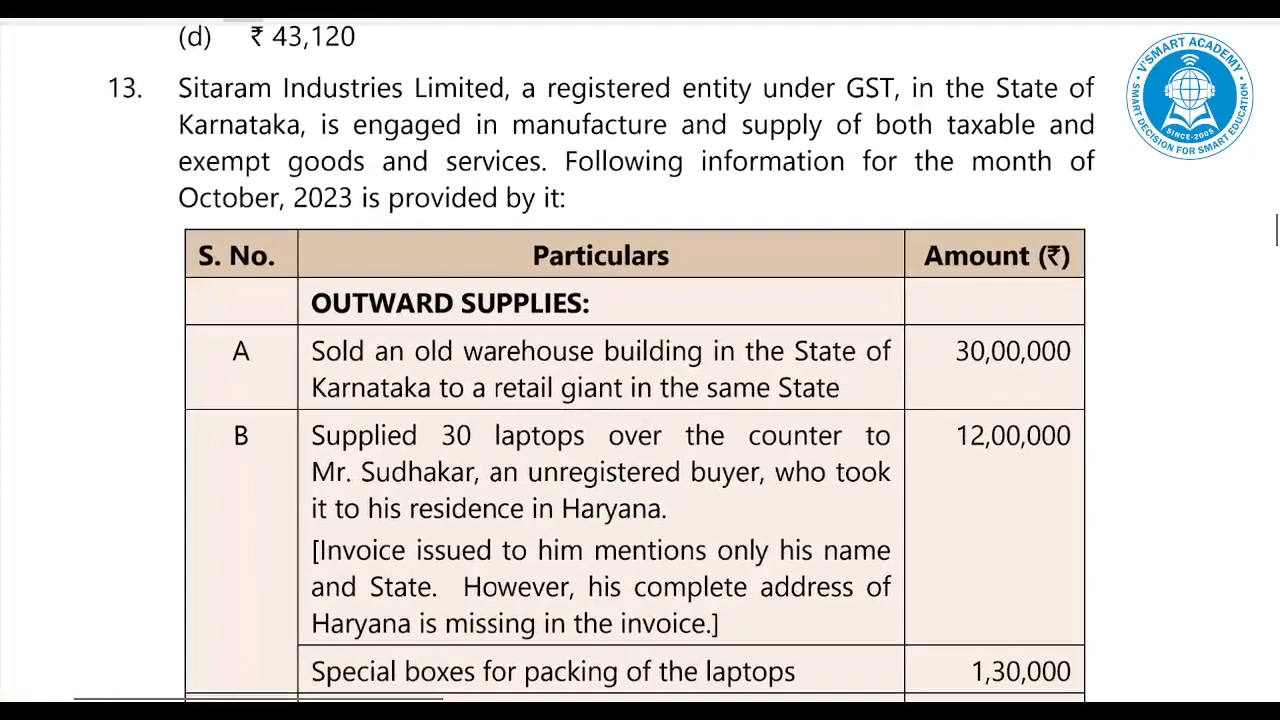 (d) ₹ 43,120
13. Sitaram Industries Limited, a registered entity under GST, in the State of
Karnataka, is engaged in manufacture and supply of both taxable and
exempt goods and services. Following information for the month of
October, 2023 is provided by it:
S. No. Particulars Amount (₹)
OUTWARD SUPPLIES:
A Sold an old warehouse building in the State of 30,00,000
Karnataka to a retail giant in the same State
B Supplied 30 laptops over the counter to 12,00,000
Mr. Sudhakar, an unregistered buyer, who took
it to his residence in Haryana.
[Invoice issued to him mentions only his name
and State. However, his complete address of
Haryana is missing in the invoice.]
Special boxes for packing of the laptops 1,30,000
V'SMART ACADEMY
SINCE-2005
SMART DECISION FOR SMART EDUCATION